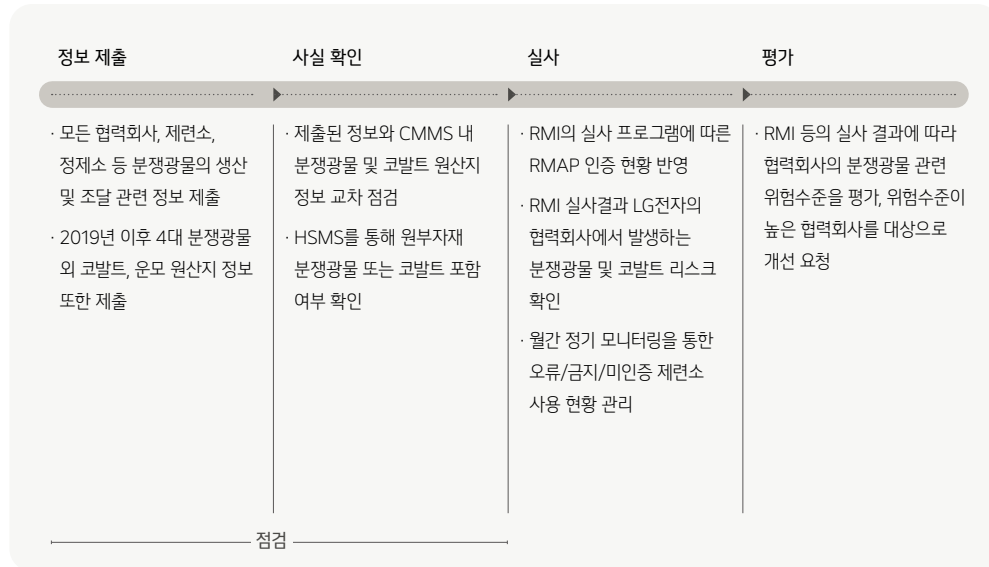 정보 제출
· 모든 협력회사, 제련소,
정제소 등 분쟁광물의 생산
및 조달 관련 정보 제출
· 2019년 이후 4대 분쟁광물
외 코발트, 운모 원산지 정보
또한 제출
사실 확인
· 제출된 정보와 CMMS 내
분쟁광물 및 코발트 원산지
정보 교차 점검
· HSMS를 통해 원부자재
분쟁광물 또는 코발트 포함
여부 확인
실사
· RMI의 실사 프로그램에 따른
RMAP 인증 현황 반영
· RMI 실사결과 LG전자의
협력회사에서 발생하는
분쟁광물 및 코발트 리스크
확인
· 월간 정기 모니터링을 통한
오류/금지/미인증 제련소
사용 현황 관리
평가
· RMI 등의 실사 결과에 따라
협력회사의 분쟁광물 관련
위험수준을 평가, 위험수준이
높은 협력회사를 대상으로
개선 요청
점검